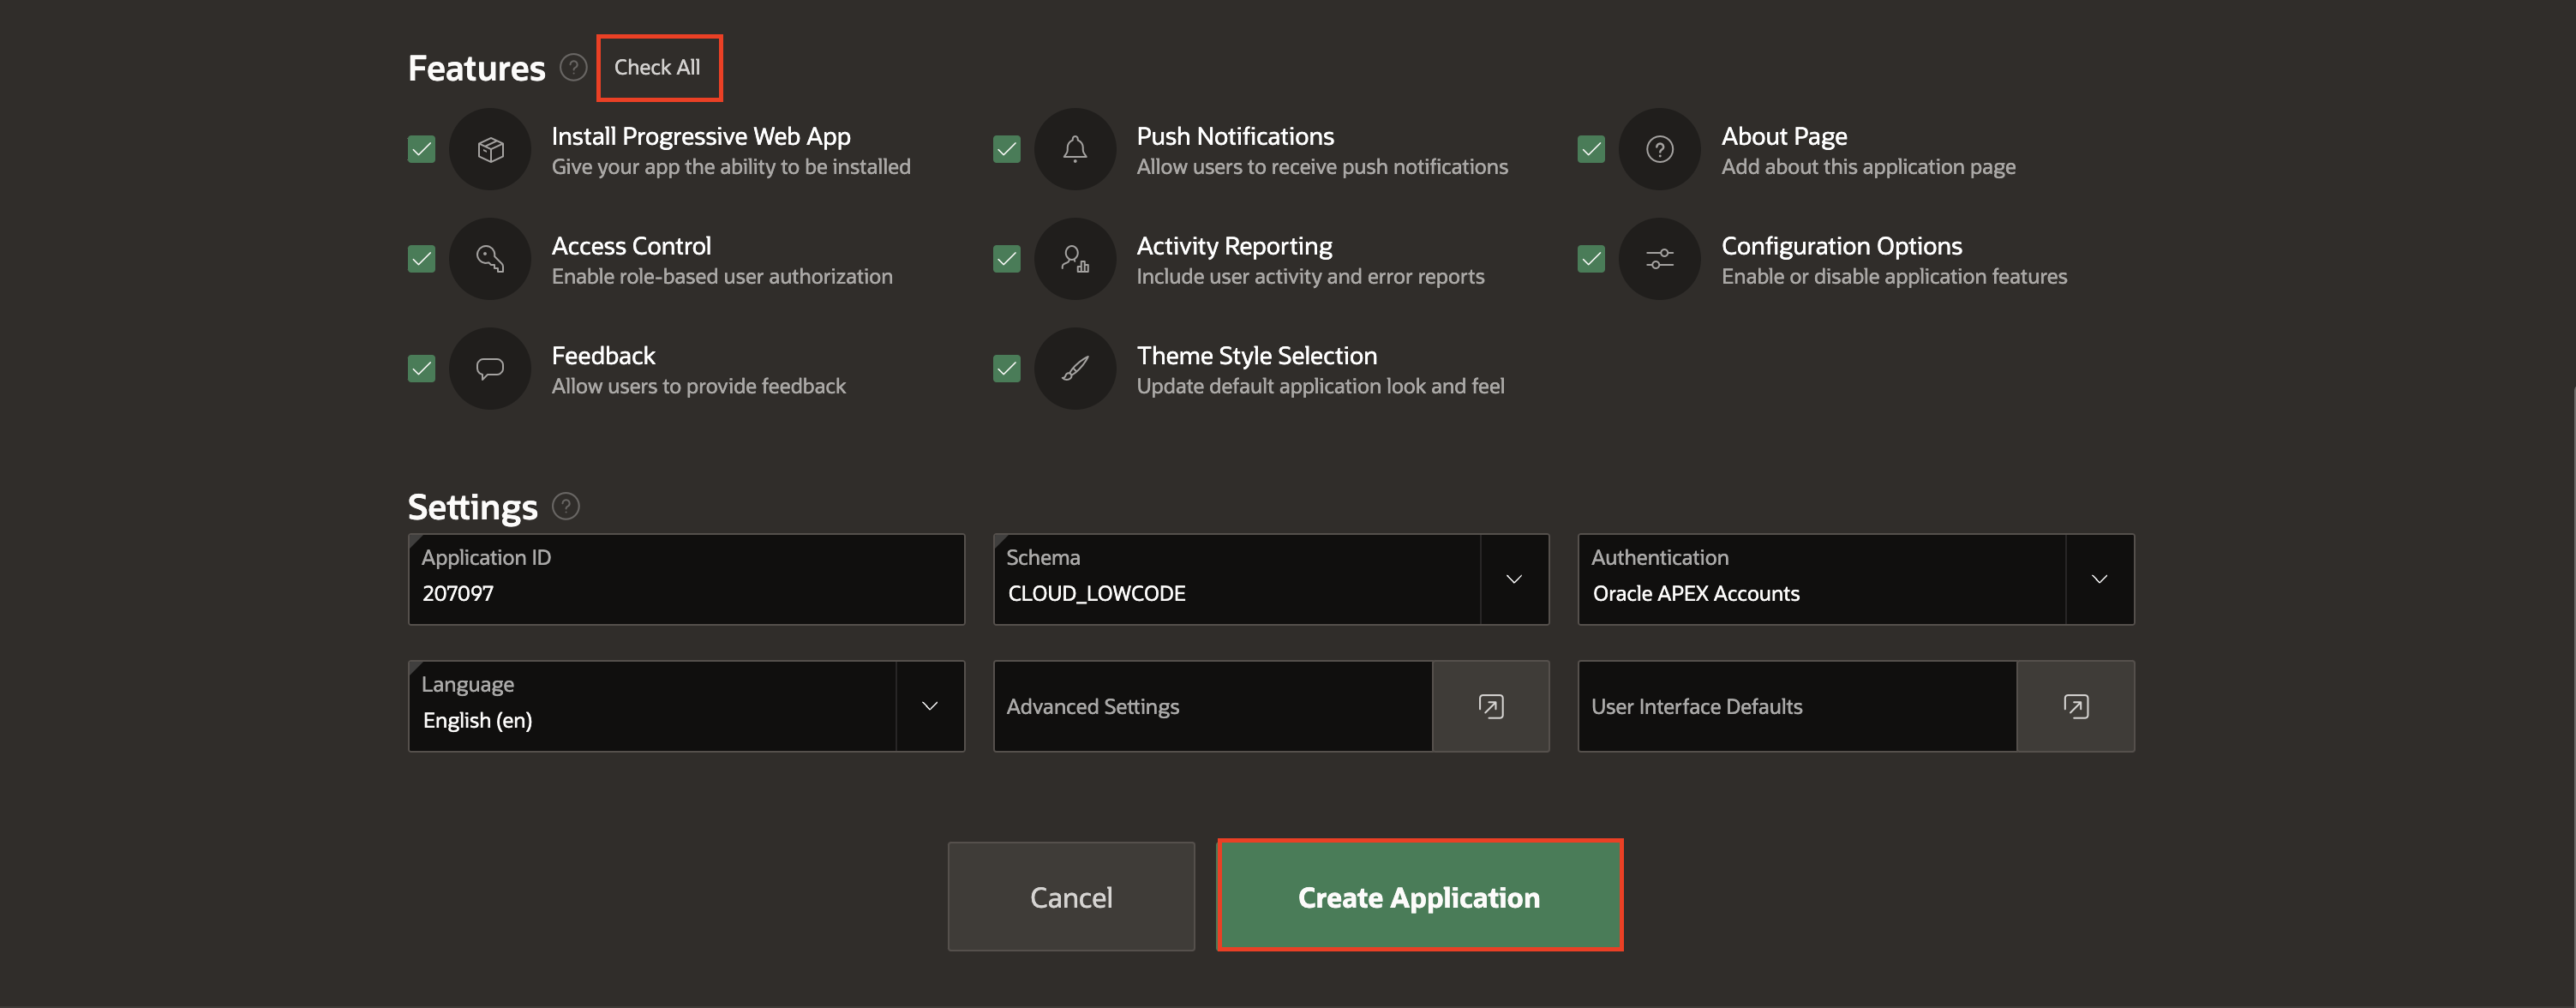 Features ? Check All
Install Progressive Web App
Give your app the ability to be installed
Push Notifications
Allow users to receive push notifications
About Page
Add about this application page
Access Control
Enable role-based user authorization
Activity Reporting
Include user activity and error reports
Configuration Options
Enable or disable application features
Feedback
Allow users to provide feedback
Theme Style Selection
Update default application look and feel
Settings ?
Application ID
207097
Schema
CLOUD_LOWCODE
Authentication
Oracle APEX Accounts
Language
English (en)
Advanced Settings
User Interface Defaults
Cancel
Create Application